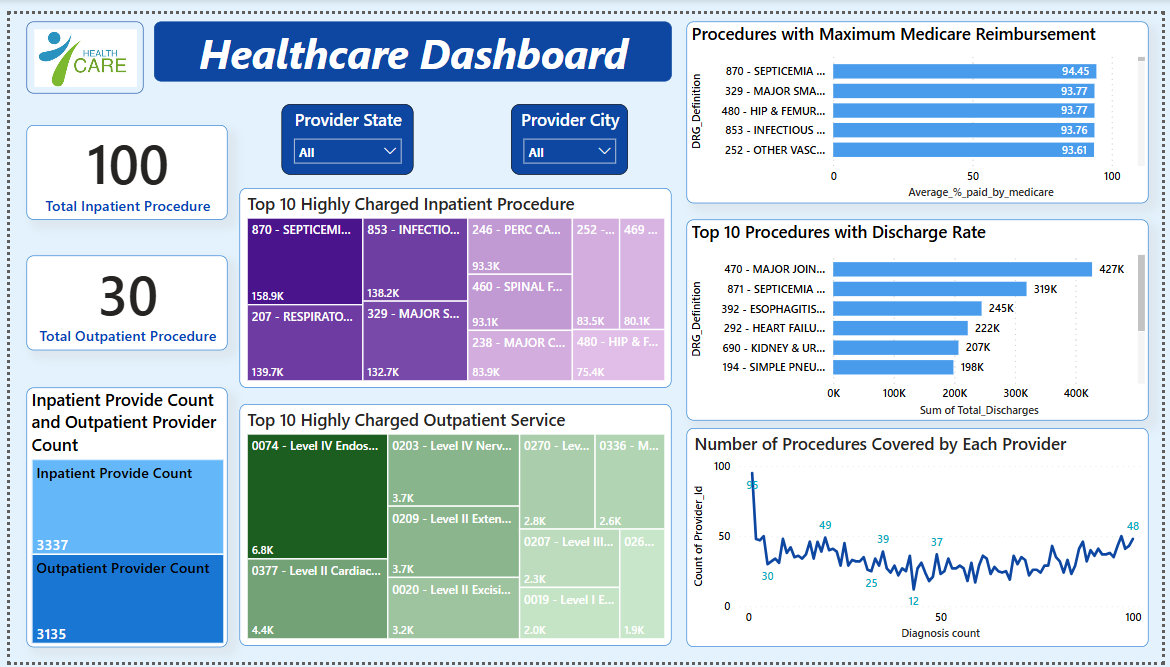 HEALTH
CARE
Healthcare Dashboard
Provider State
All
Provider City
All
100
Total Inpatient Procedure
30
Total Outpatient Procedure
Inpatient Provide Count
and Outpatient Provider
Count
Inpatient Provide Count
3337
Outpatient Provider Count
3135
Top 10 Highly Charged Inpatient Procedure
870 - SEPTICEMI...
158.9K
207 - RESPIRATO...
139.7K
853 - INFECTIO...
138.2K
329 - MAJOR S...
132.7K
246 - PERC CA...
93.3K
460 - SPINAL F...
93.1K
238 - MAJOR C...
83.9K
252 -...
83.5K
469 ...
80.1K
480 - HIP & F...
75.4K
Top 10 Highly Charged Outpatient Service
0074 - Level IV Endos...
6.8K
0377 - Level II Cardiac...
4.4K
0203 - Level IV Nerv...
3.7K
0209 - Level II Exten...
3.7K
0020 - Level II Excisi...
3.2K
0270 - Lev...
2.8K
0336 - M...
2.6K
0207 - Level III...
2.3K
0019 - Level I E...
2.0K
026...
1.9K
Procedures with Maximum Medicare Reimbursement
DRG_Definition
870 - SEPTICEMIA ...
94.45
329 - MAJOR SMA...
93.77
480 - HIP & FEMUR...
93.77
853 - INFECTIOUS ...
93.76
252 - OTHER VASC...
93.61
0
50
100
Average_%_paid_by_medicare
Top 10 Procedures with Discharge Rate
DRG_Definition
470 - MAJOR JOIN...
427K
871 - SEPTICEMIA ...
319K
392 - ESOPHAGITIS...
245K
292 - HEART FAILU...
222K
690 - KIDNEY & UR...
207K
194 - SIMPLE PNEU...
198K
0K
100K
200K
300K
400K
Sum of Total_Discharges
Number of Procedures Covered by Each Provider
Count of Provider_Id
100
50
0
95
30
49
25
39
12
37
48
0
50
100
Diagnosis count